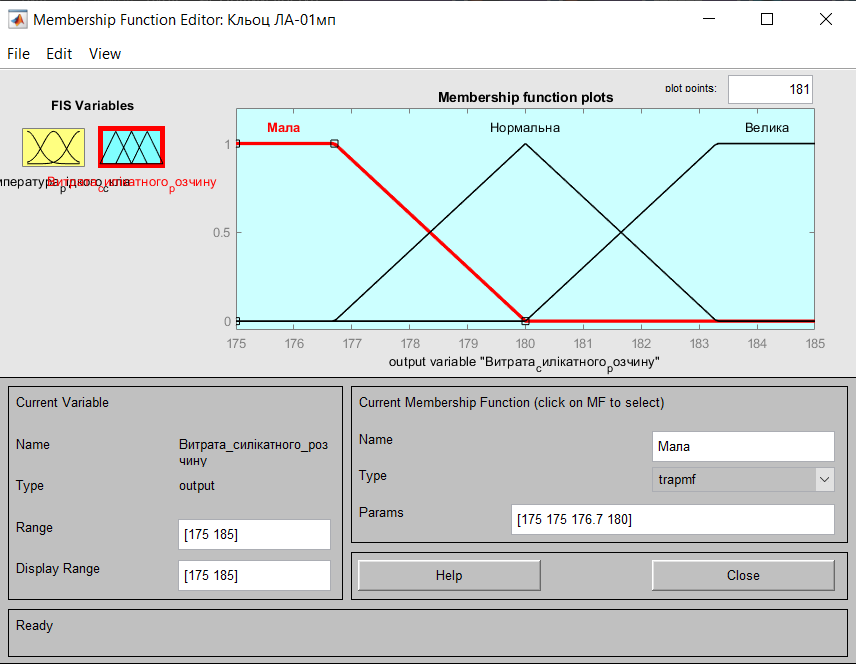 Membership Function Editor: Кльоц ЛА-01мп
File Edit View
FIS Variables
Membership function plots
plot points: 181
Мала Нормальна Велика
1
0.5
0
175 176 177 178 179 180 181 182 183 184 185
output variable "Витрата_силікатного_розчину"
Current Variable
Name Витрата_силікатного_роз
чину
Type output
Range [175 185]
Display Range [175 185]
Current Membership Function (click on MF to select)
Name Мала
Type trapmf
Params [175 175 176.7 180]
Help Close
Ready